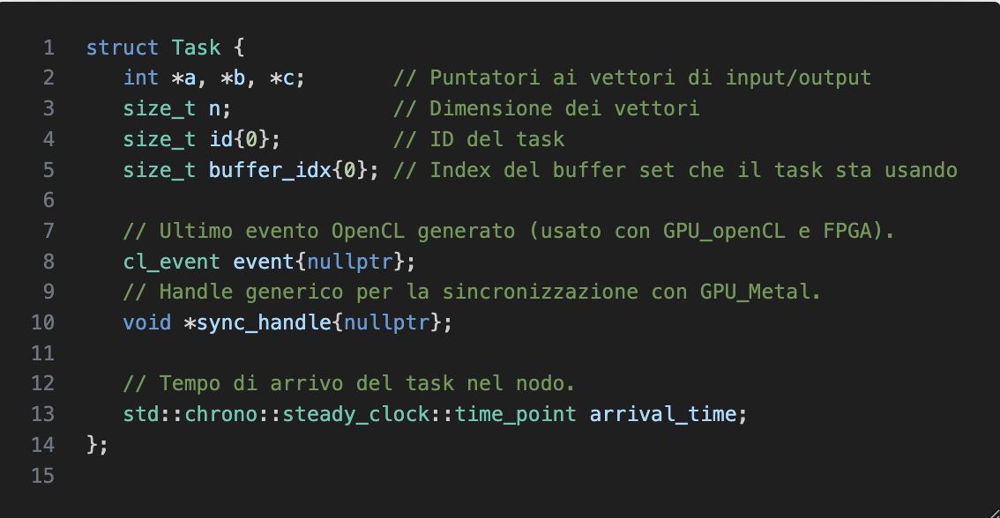 1 struct Task {
2 int *a, *b, *c; // Puntatori ai vettori di input/output
3 size_t n; // Dimensione dei vettori
4 size_t id{0}; // ID del task
5 size_t buffer_idx{0}; // Index del buffer set che il task sta usando
6
7 // Ultimo evento OpenCL generato (usato con GPU_openCL e FPGA).
8 cl_event event{nullptr};
9 // Handle generico per la sincronizzazione con GPU_Metal.
10 void *sync_handle{nullptr};
11
12 // Tempo di arrivo del task nel nodo.
13 std::chrono::steady_clock::time_point arrival_time;
14 };
15